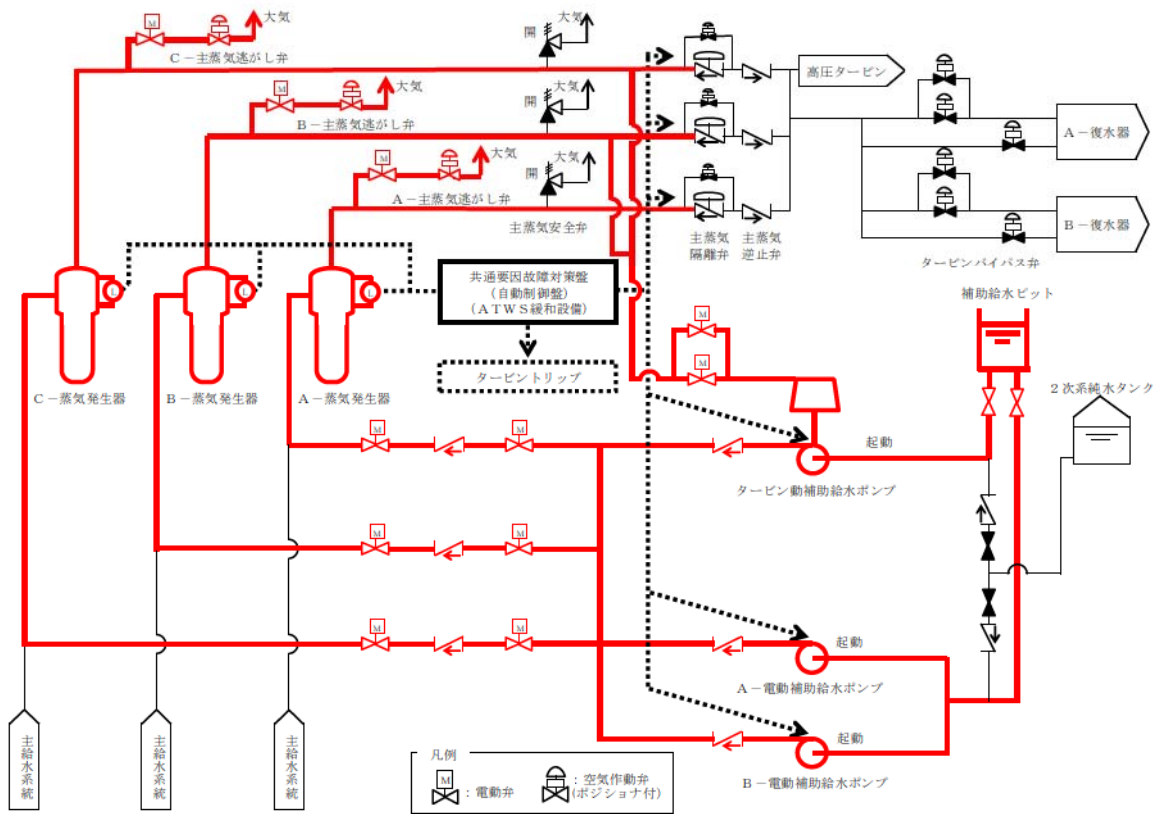 大気
M
C－主蒸気逃がし弁
開
大気
大気
M
B－主蒸気逃がし弁
開
大気
大気
M
A－主蒸気逃がし弁
開
大気
主蒸気安全弁
主蒸気
隔離弁
主蒸気
逆止弁
高圧タービン
A－復水器
B－復水器
タービンバイパス弁
L
L
L
共通要因故障対策盤
(自動制御盤)
(ATWS緩和設備)
タービントリップ
C－蒸気発生器
B－蒸気発生器
A－蒸気発生器
M
M
補助給水ピット
2次系純水タンク
M
M
起動
タービン動補助給水ポンプ
M
M
M
M
起動
A－電動補助給水ポンプ
起動
B－電動補助給水ポンプ
主給水系統
主給水系統
主給水系統
凡例
M
：電動弁
：空気作動弁
(ポジショナ付)